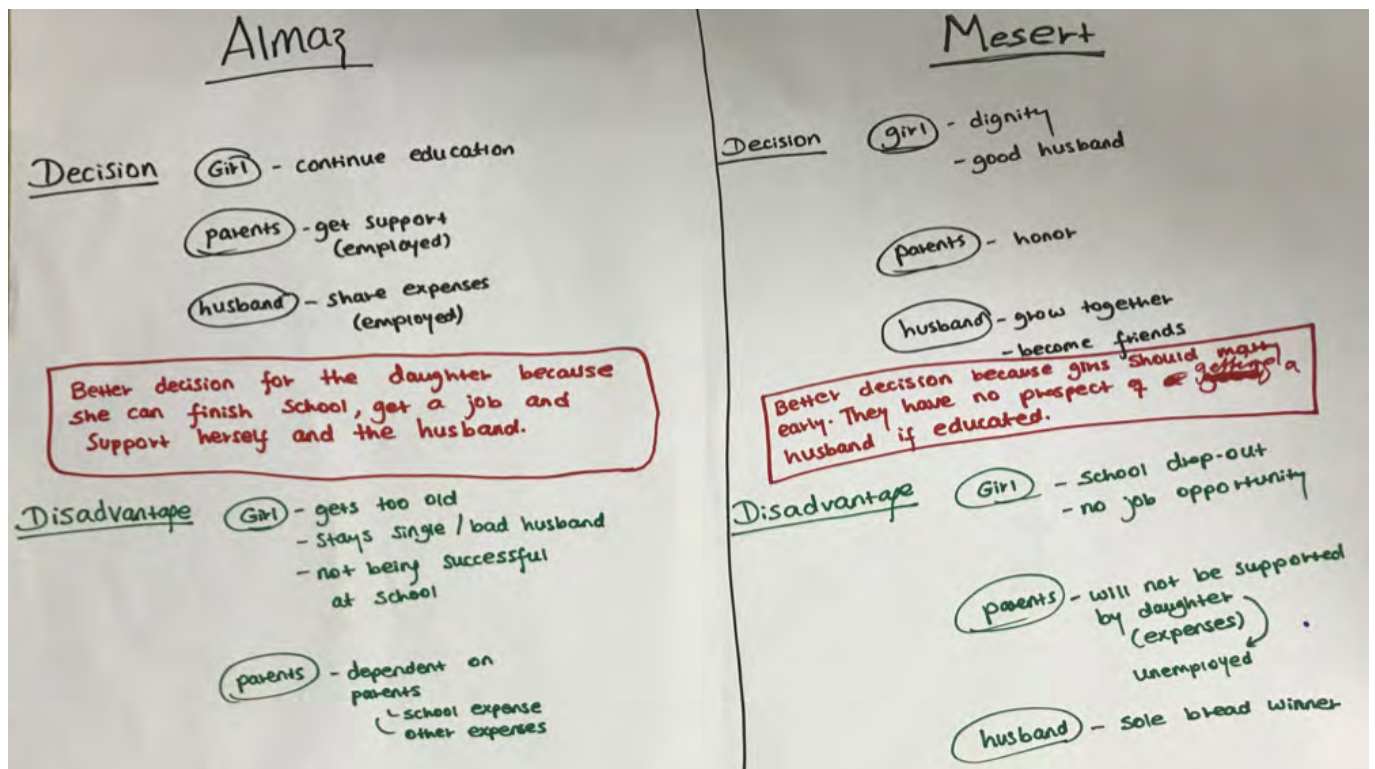 Almaz
Decision Girl - continue education
parents - get support
(employed)
husband - share expenses
(employed)
Better decision for the daughter because
she can finish school, get a job and
support herself and the husband.
Disadvantage Girl - gets too old
- stays single / bad husband
- not being successful
at school
parents - dependent on
parents
school expense
other expenses
Mesert
Decision girl - dignity
- good husband
parents - honor
husband - grow together
- become friends
Better decision because girls should marry
early. They have no prospect of getting a
husband if educated.
Disadvantage Girl - school drop-out
- no job opportunity
parents - will not be supported
by daughter
(expenses)
unemployed
husband - sole bread winner